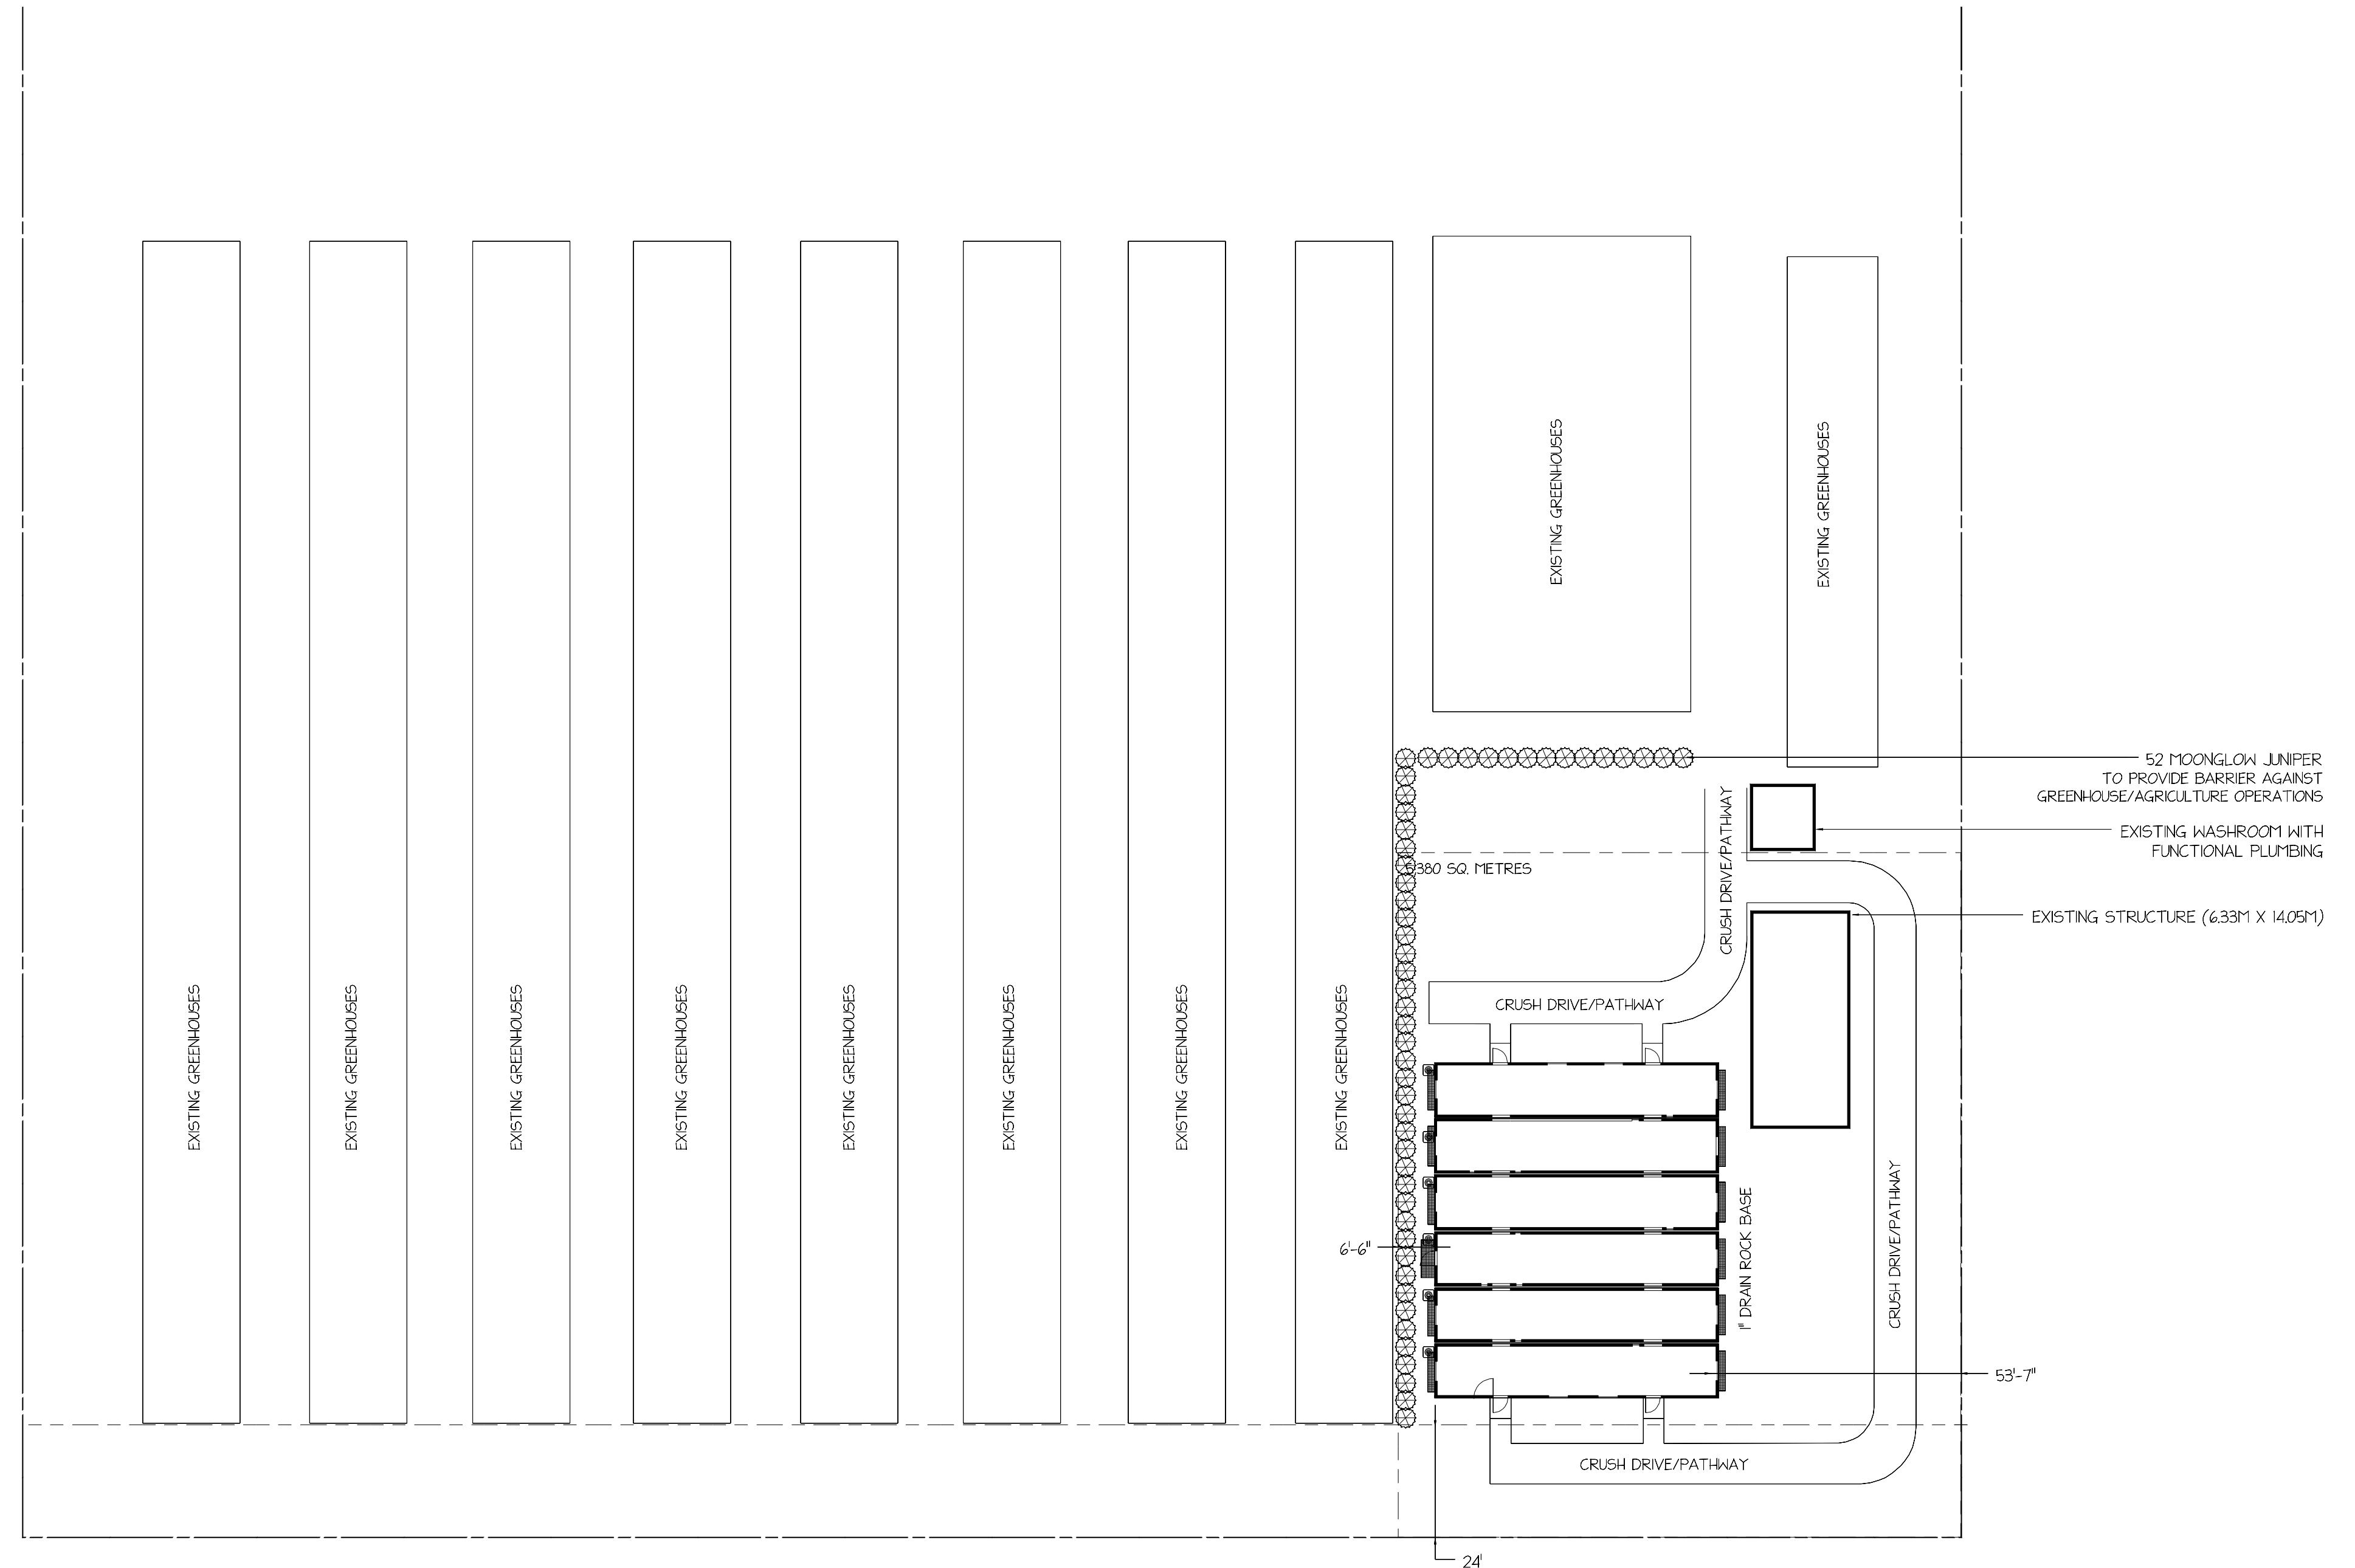 EXISTING GREENHOUSES
EXISTING GREENHOUSES
52 MOONGLOW JUNIPER
TO PROVIDE BARRIER AGAINST
GREENHOUSE/AGRICULTURE OPERATIONS
EXISTING WASHROOM WITH
FUNCTIONAL PLUMBING
CRUSH DRIVE/PATHWAY
380 SQ. METRES
EXISTING STRUCTURE (6.33M X 14.05M)
CRUSH DRIVE/PATHWAY
EXISTING GREENHOUSES
EXISTING GREENHOUSES
EXISTING GREENHOUSES
EXISTING GREENHOUSES
EXISTING GREENHOUSES
EXISTING GREENHOUSES
EXISTING GREENHOUSES
EXISTING GREENHOUSES
6'-6"
1" DRAIN ROCK BASE
CRUSH DRIVE/PATHWAY
53'-7"
CRUSH DRIVE/PATHWAY
24'